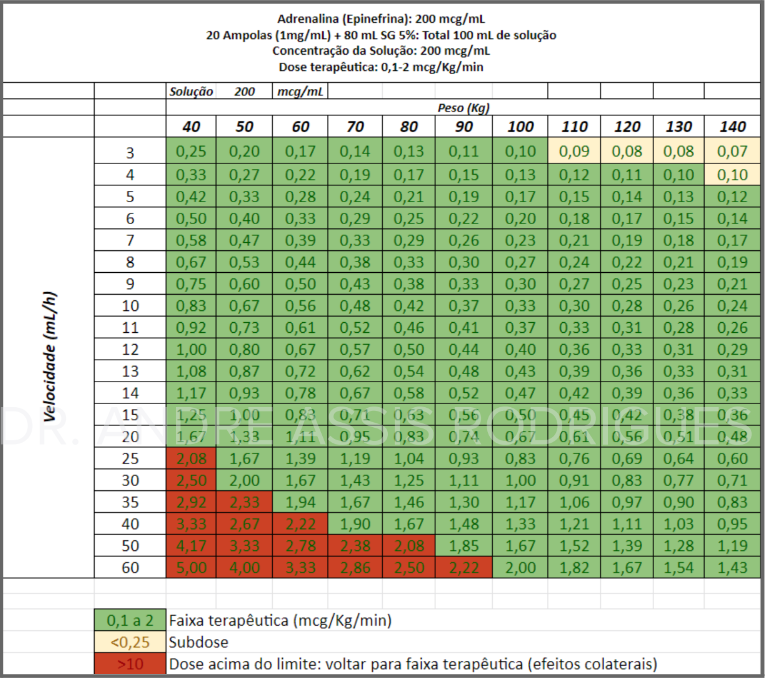 Adrenalina (Epinefrina): 200 mcg/mL
20 Ampolas (1mg/mL) + 80 mL SG 5%: Total 100 mL de solução
Concentração da Solução: 200 mcg/mL
Dose terapêutica: 0,1-2 mcg/Kg/min
Solução 200 mcg/mL
Peso (Kg)
40 50 60 70 80 90 100 110 120 130 140
Velocidade (mL/h)
3 0,25 0,20 0,17 0,14 0,13 0,11 0,10 0,09 0,08 0,08 0,07
4 0,33 0,27 0,22 0,19 0,17 0,15 0,13 0,12 0,11 0,10 0,10
5 0,42 0,33 0,28 0,24 0,21 0,19 0,17 0,15 0,14 0,13 0,12
6 0,50 0,40 0,33 0,29 0,25 0,22 0,20 0,18 0,17 0,15 0,14
7 0,58 0,47 0,39 0,33 0,29 0,26 0,23 0,21 0,19 0,18 0,17
8 0,67 0,53 0,44 0,38 0,33 0,30 0,27 0,24 0,22 0,21 0,19
9 0,75 0,60 0,50 0,43 0,38 0,33 0,30 0,27 0,25 0,23 0,21
10 0,83 0,67 0,56 0,48 0,42 0,37 0,33 0,30 0,28 0,26 0,24
11 0,92 0,73 0,61 0,52 0,46 0,41 0,37 0,33 0,31 0,28 0,26
12 1,00 0,80 0,67 0,57 0,50 0,44 0,40 0,36 0,33 0,31 0,29
13 1,08 0,87 0,72 0,62 0,54 0,48 0,43 0,39 0,36 0,33 0,31
14 1,17 0,93 0,78 0,67 0,58 0,52 0,47 0,42 0,39 0,36 0,33
15 1,25 1,00 0,83 0,71 0,63 0,56 0,50 0,45 0,42 0,38 0,36
DR. ANDRE ASSIS RODRIGUES
20 1,67 1,33 1,11 0,95 0,83 0,74 0,67 0,61 0,56 0,51 0,48
25 2,08 1,67 1,39 1,19 1,04 0,93 0,83 0,76 0,69 0,64 0,60
30 2,50 2,00 1,67 1,43 1,25 1,11 1,00 0,91 0,83 0,77 0,71
35 2,92 2,33 1,94 1,67 1,46 1,30 1,17 1,06 0,97 0,90 0,83
40 3,33 2,67 2,22 1,90 1,67 1,48 1,33 1,21 1,11 1,03 0,95
50 4,17 3,33 2,78 2,38 2,08 1,85 1,67 1,52 1,39 1,28 1,19
60 5,00 4,00 3,33 2,86 2,50 2,22 2,00 1,82 1,67 1,54 1,43
0,1 a 2 Faixa terapêutica (mcg/Kg/min)
<0,25 Subdose
>10 Dose acima do limite: voltar para faixa terapêutica (efeitos colaterais)